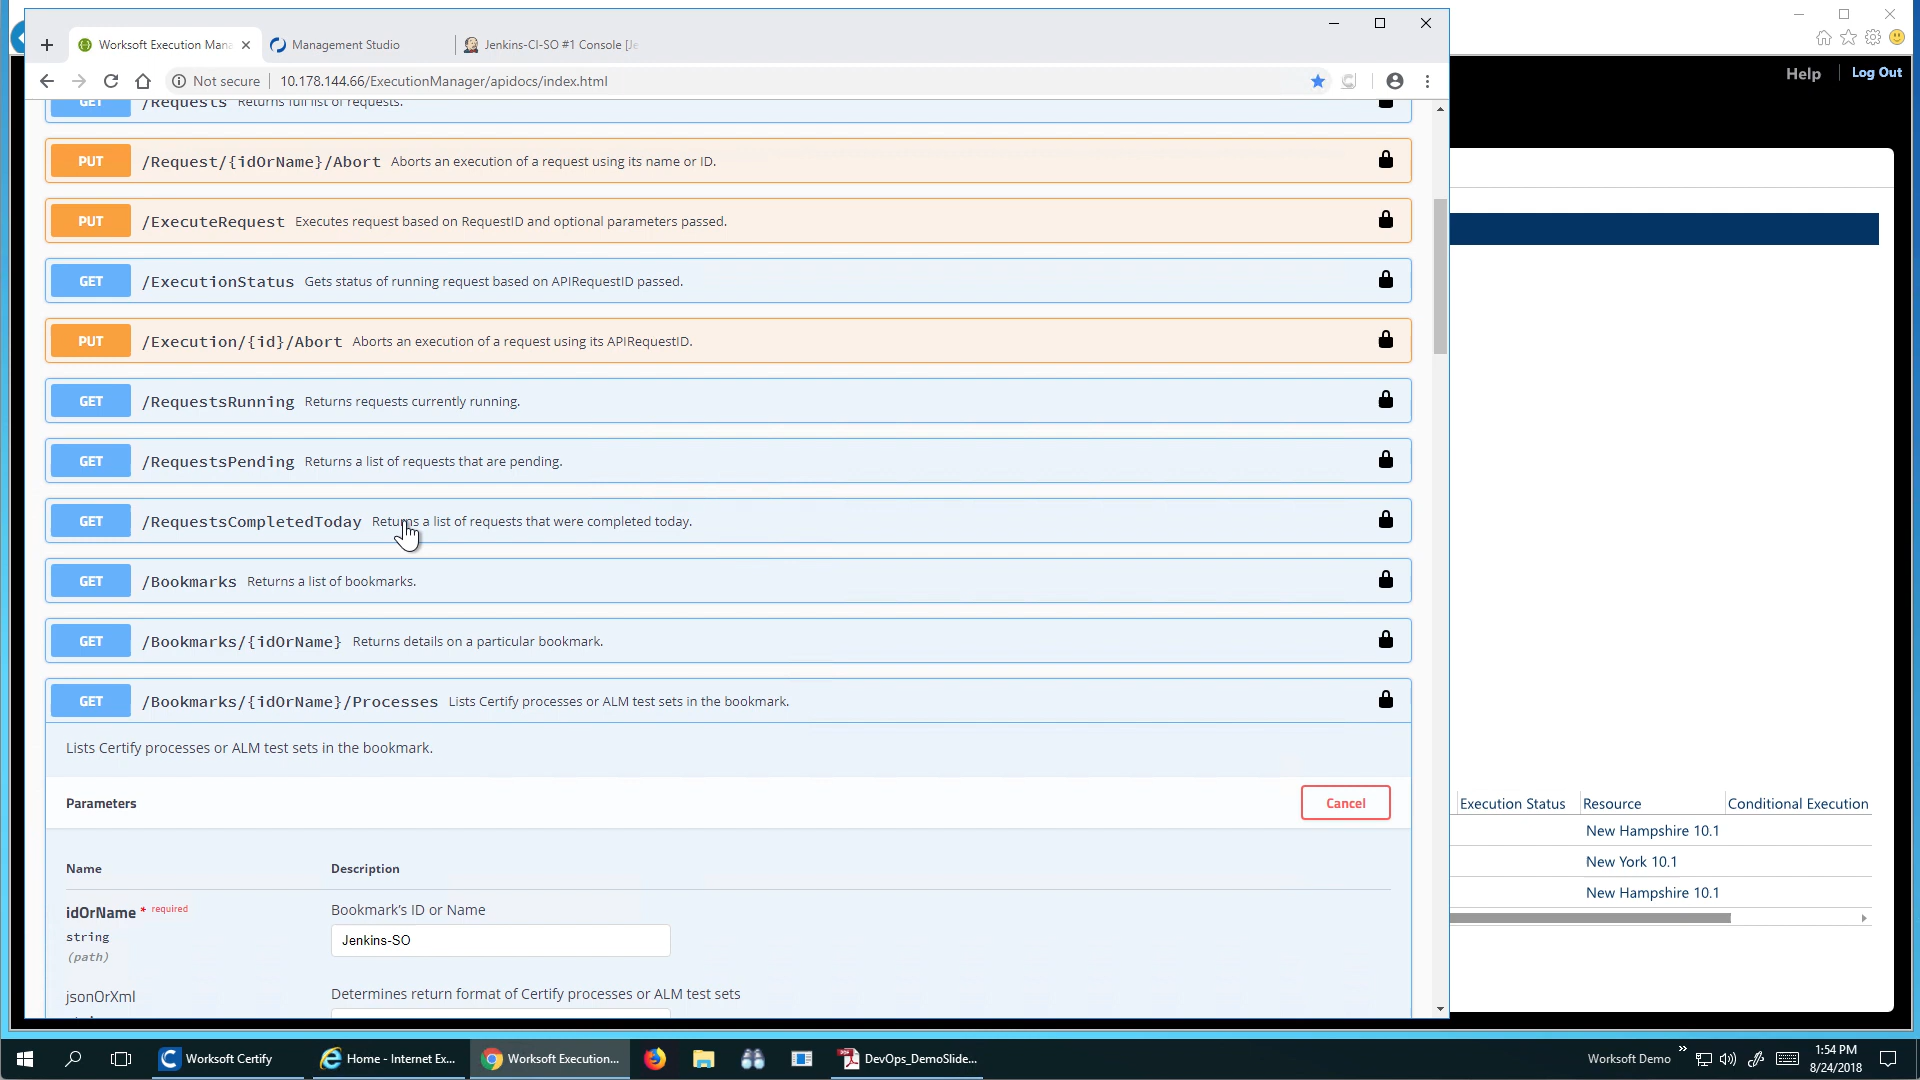 Worksoft Execution Mana
Management Studio
Jenkins-CI-SO #1 Console [Je
Not secure
10.178.144.66/ExecutionManager/apidocs/index.html
Help
Log Out
GET /Requests Returns full list of requests.
PUT /Request/{idOrName}/Abort Aborts an execution of a request using its name or ID.
PUT /ExecuteRequest Executes request based on RequestID and optional parameters passed.
GET /ExecutionStatus Gets status of running request based on APIRequestID passed.
PUT /Execution/{id}/Abort Aborts an execution of a request using its APIRequestID.
GET /RequestsRunning Returns requests currently running.
GET /RequestsPending Returns a list of requests that are pending.
GET /RequestsCompletedToday Returns a list of requests that were completed today.
GET /Bookmarks Returns a list of bookmarks.
GET /Bookmarks/{idOrName} Returns details on a particular bookmark.
GET /Bookmarks/{idOrName}/Processes Lists Certify processes or ALM test sets in the bookmark.
Lists Certify processes or ALM test sets in the bookmark.
Parameters
Cancel
Name Description
idOrName * required
string
(path)
Bookmark's ID or Name
Jenkins-SO
jsonOrXml
Determines return format of Certify processes or ALM test sets
Execution Status Resource Conditional Execution
New Hampshire 10.1
New York 10.1
New Hampshire 10.1
Worksoft Certify
Home - Internet Ex...
Worksoft Execution...
DevOps_DemoSlide...
Worksoft Demo
1:54 PM
8/24/2018